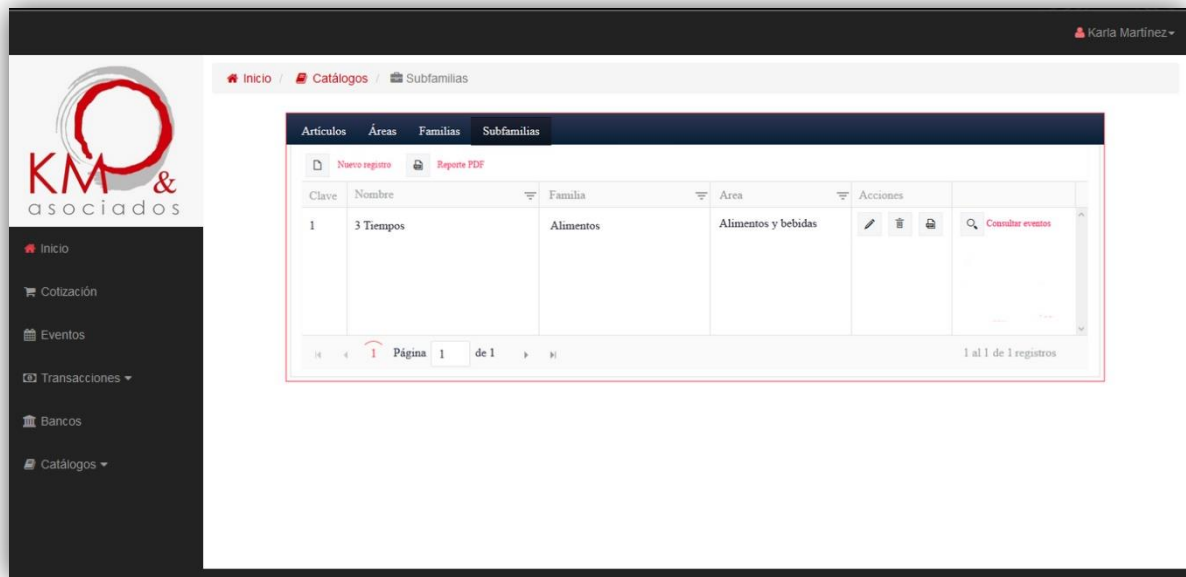 Karla Martínez
Inicio / Catálogos / Subfamilias
KM &
asociados
Inicio
Cotización
Eventos
Transacciones
Bancos
Catálogos
Artículos Áreas Familias Subfamilias
Nuevo registro Reporte PDF
Clave Nombre Familia Area Acciones
1 3 Tiempos Alimentos Alimentos y bebidas Consultar eventos
1 Página 1 de 1 1 al 1 de 1 registros